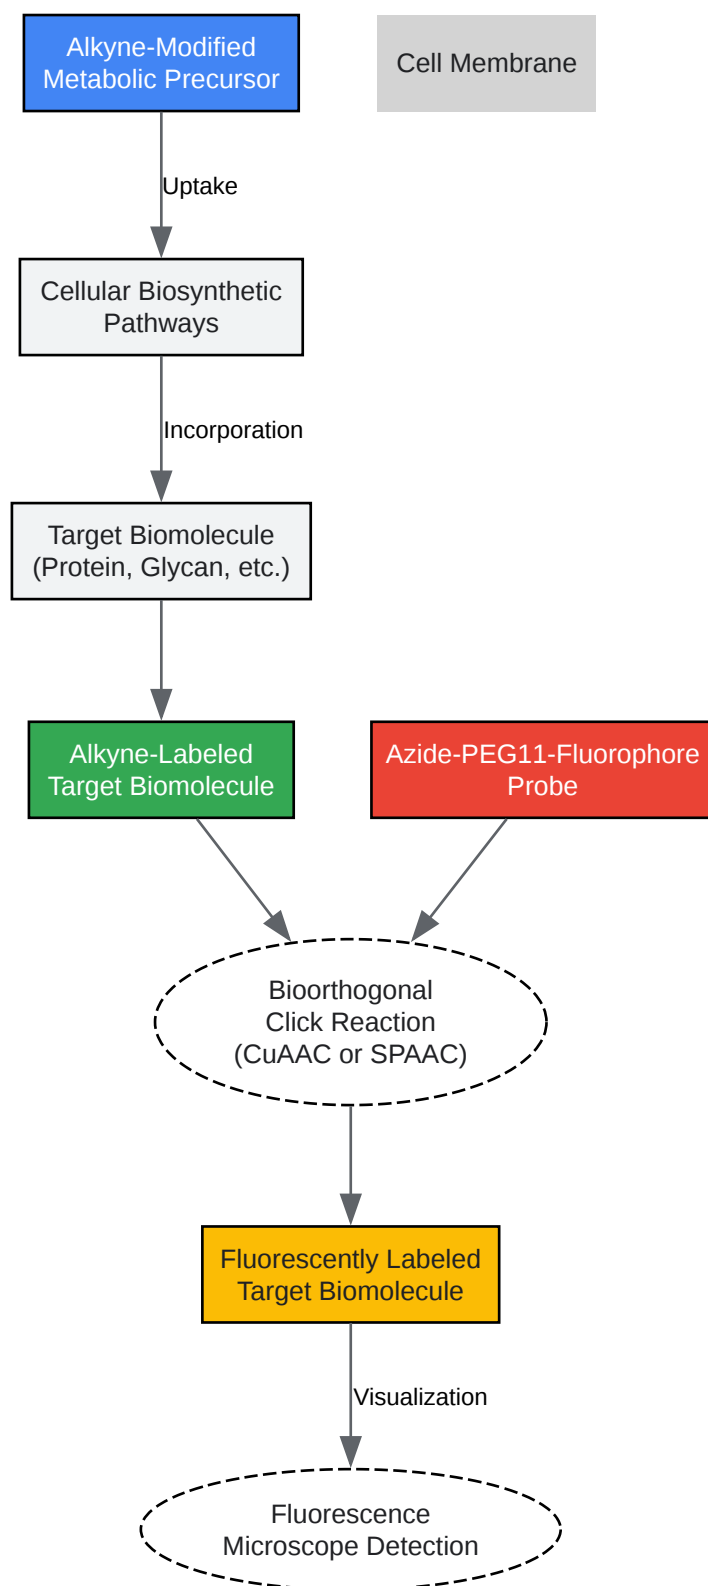 Alkyne-Modified
Metabolic Precursor
Cell Membrane
Uptake
Cellular Biosynthetic
Pathways
Incorporation
Target Biomolecule
(Protein, Glycan, etc.)
Alkyne-Labeled
Target Biomolecule
Azide-PEG11-Fluorophore
Probe
Bioorthogonal
Click Reaction
(CuAAC or SPAAC)
Fluorescently Labeled
Target Biomolecule
Visualization
Fluorescence
Microscope Detection